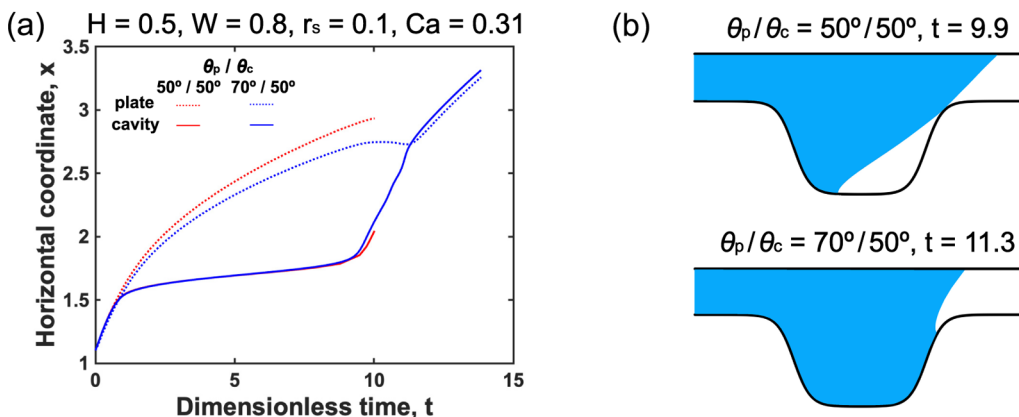 (a) H = 0.5, W = 0.8, rₛ = 0.1, Ca = 0.31
θp / θc
50º / 50º 70º / 50º
plate
cavity
Horizontal coordinate, x
3.5
3
2.5
2
1.5
1
0 5 10 15
Dimensionless time, t
(b)
θp/θc = 50º/50º, t = 9.9
θp/θc = 70º/50º, t = 11.3